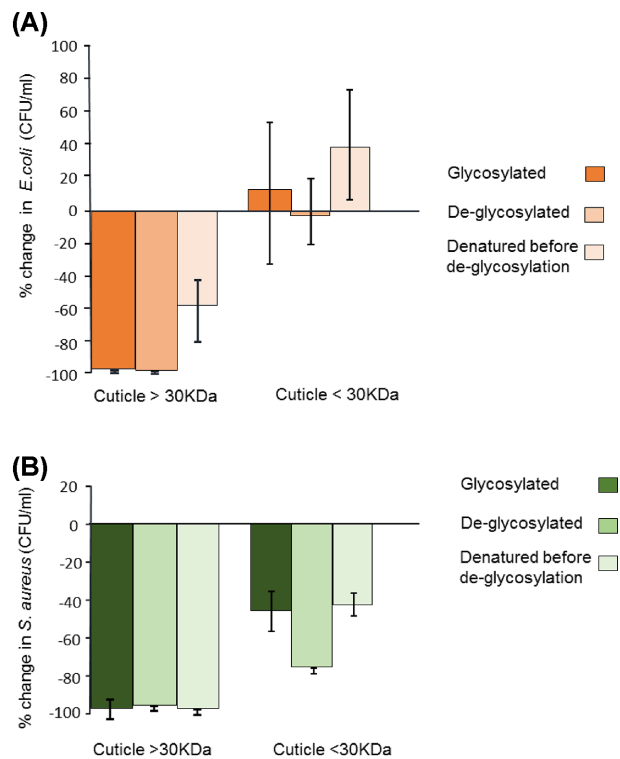 (A)
% change in E.coli (CFU/ml)
100
80
60
40
20
0
-20
-40
-60
-80
-100
Cuticle > 30KDa
Cuticle < 30KDa
Glycosylated
De-glycosylated
Denatured before
de-glycosylation
(B)
% change in S. aureus (CFU/ml)
20
0
-20
-40
-60
-80
-100
Cuticle >30KDa
Cuticle <30KDa
Glycosylated
De-glycosylated
Denatured before
de-glycosylation